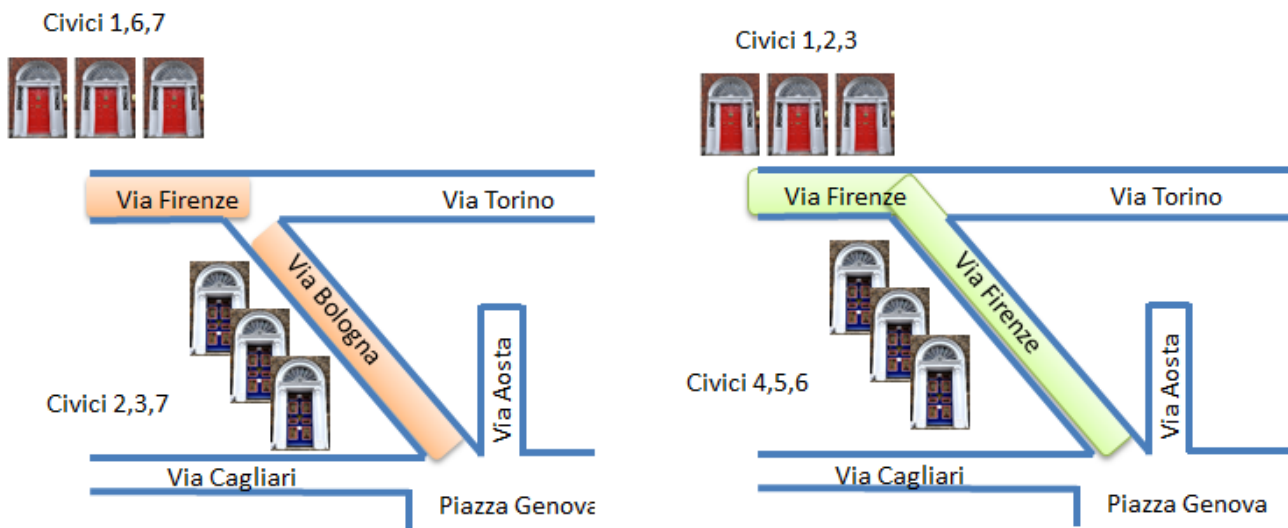 Civici 1,6,7
Via Firenze
Via Torino
Via Bologna
Via Aosta
Civici 2,3,7
Via Cagliari
Piazza Genova
Civici 1,2,3
Via Firenze
Via Torino
Via Firenze
Via Aosta
Civici 4,5,6
Via Cagliari
Piazza Genova